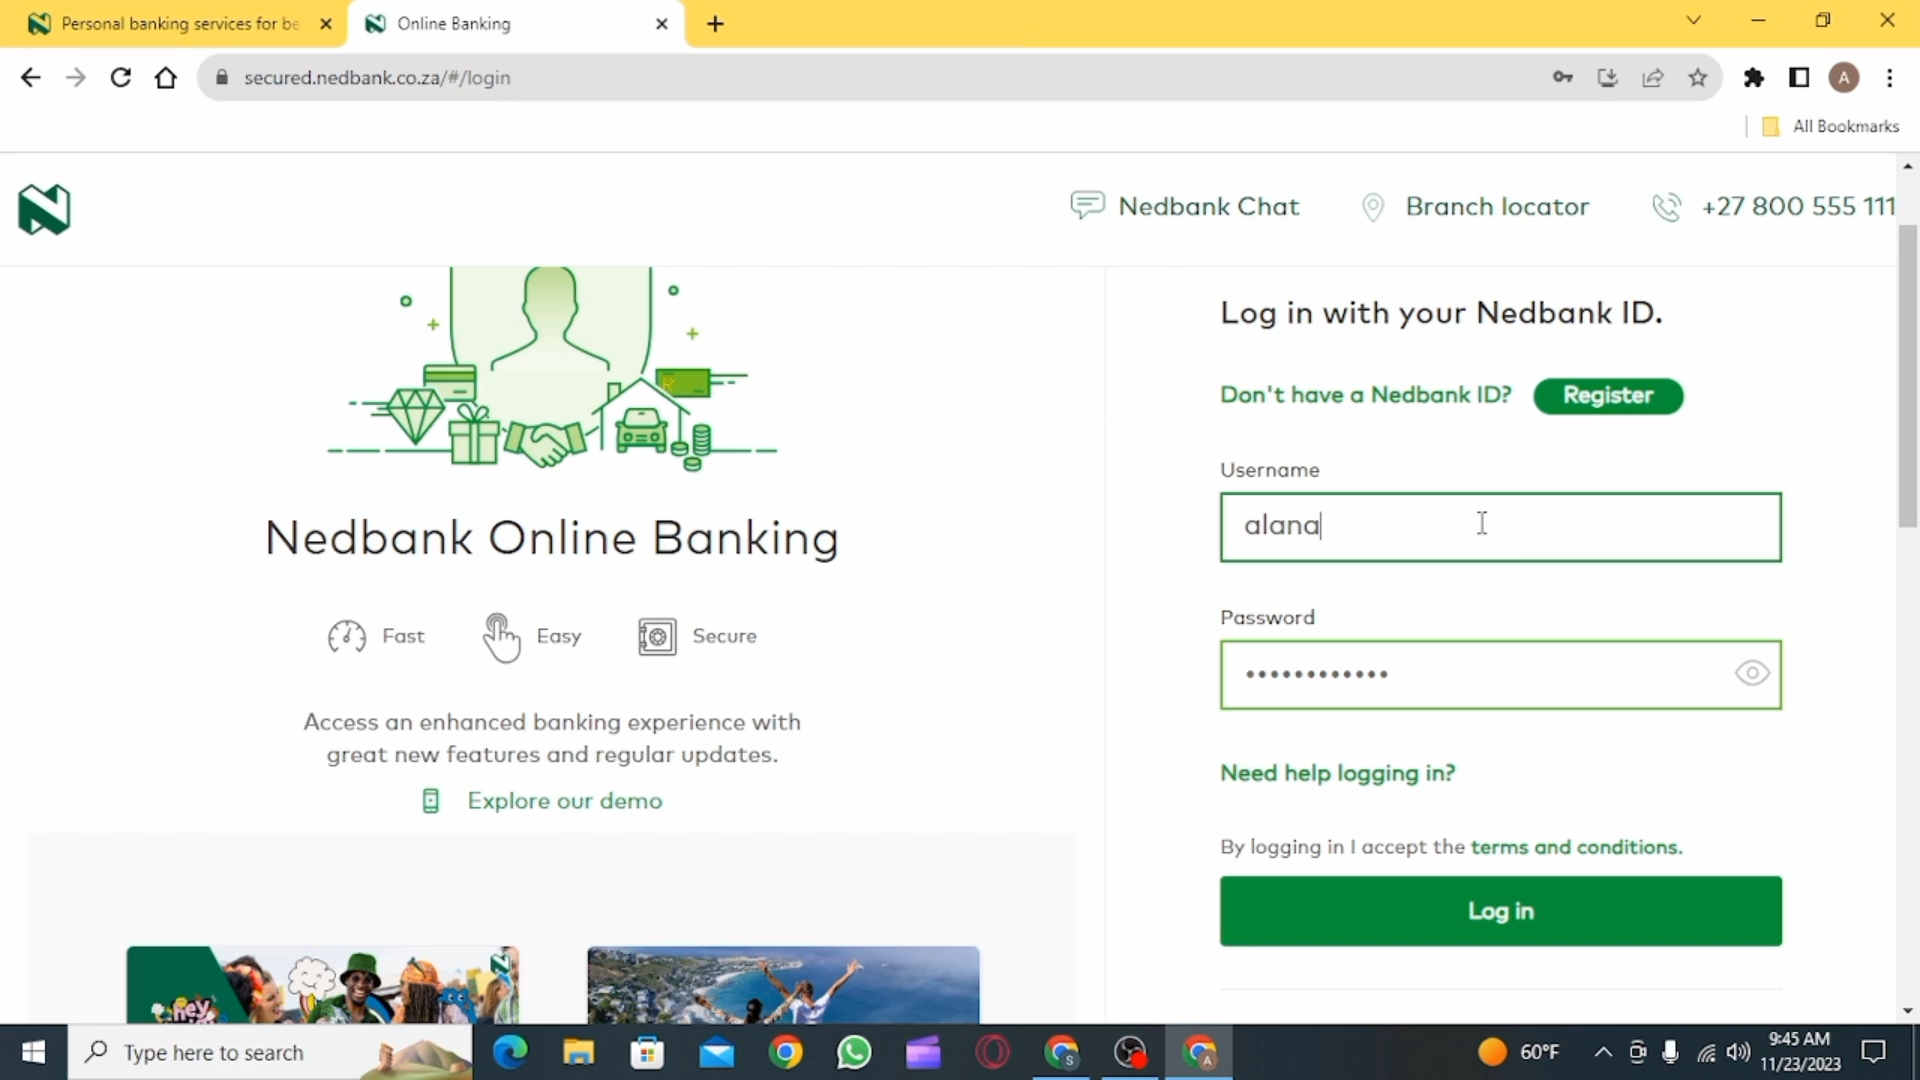 Personal banking services for be
Online Banking
secured.nedbank.co.za/#/login
A
All Bookmarks
Nedbank Chat
Branch locator
+27 800 555 111
Log in with your Nedbank ID.
Don't have a Nedbank ID?
Register
Username
alana
Password
••••••••••••
Need help logging in?
By logging in I accept the terms and conditions.
Log in
R
Nedbank Online Banking
Fast
Easy
Secure
Access an enhanced banking experience with
great new features and regular updates.
Explore our demo
hey
Type here to search
S
A
60°F
9:45 AM
11/23/2023